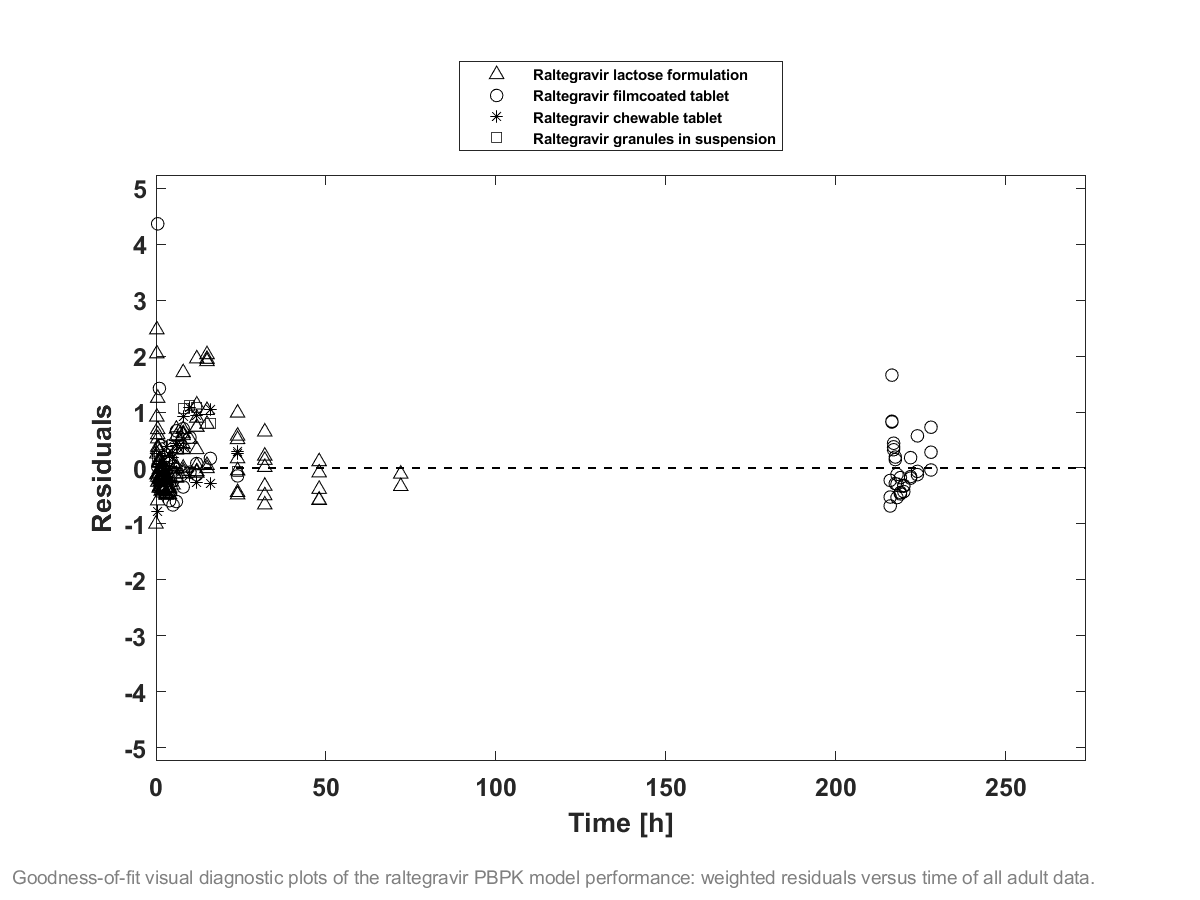 Raltegravir lactose formulation
Raltegravir filmcoated tablet
Raltegravir chewable tablet
Raltegravir granules in suspension
5
4
3
2
1
0
-1
-2
-3
-4
-5
Residuals
0 50 100 150 200 250
Time [h]
Goodness-of-fit visual diagnostic plots of the raltegravir PBPK model performance: weighted residuals versus time of all adult data.